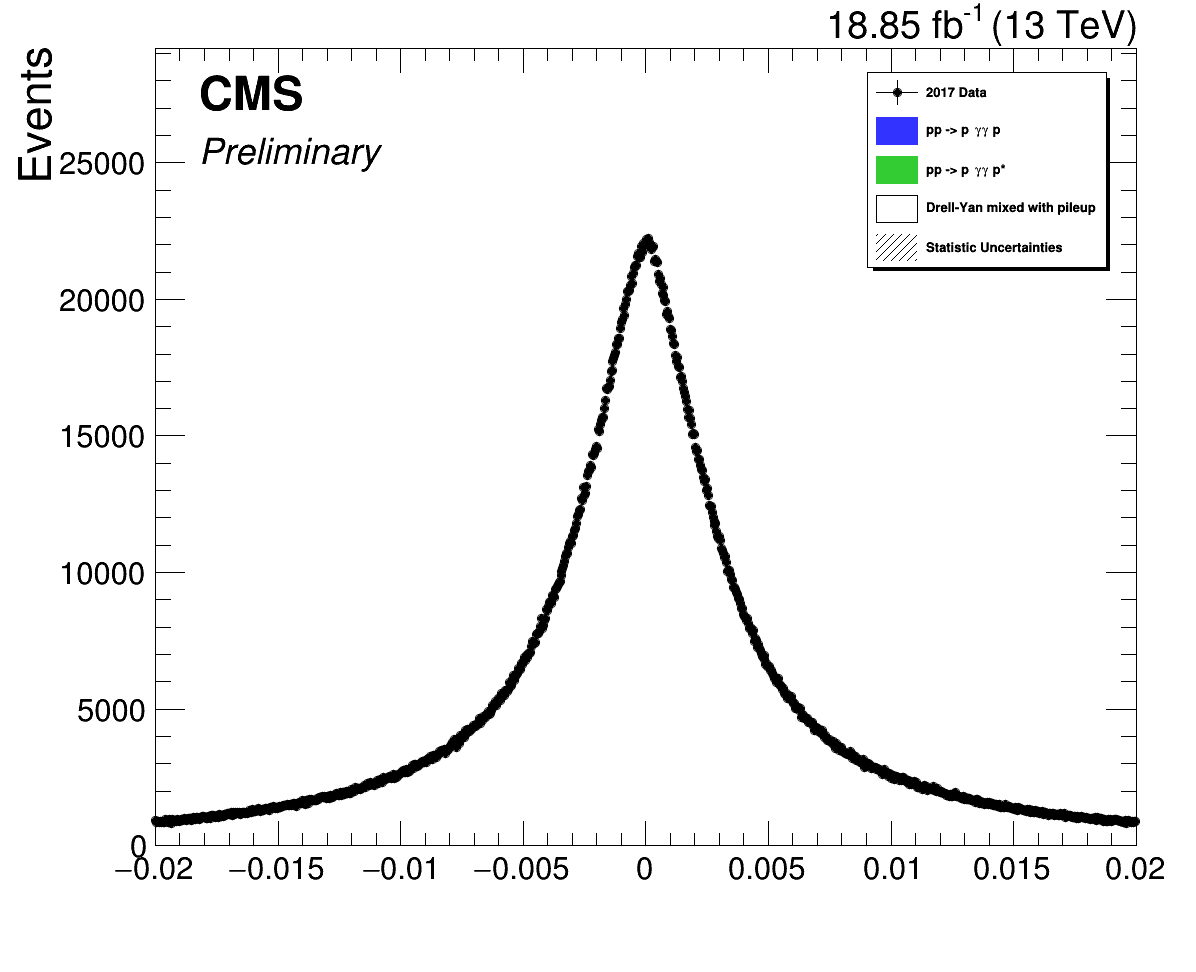 18.85 fb-1 (13 TeV)
Events
CMS
Preliminary
2017 Data
pp -> p γγ p
pp -> p γγ p*
Drell-Yan mixed with pileup
Statistic Uncertainties
25000
20000
15000
10000
5000
0
−0.02 −0.015 −0.01 −0.005 0 0.005 0.01 0.015 0.02